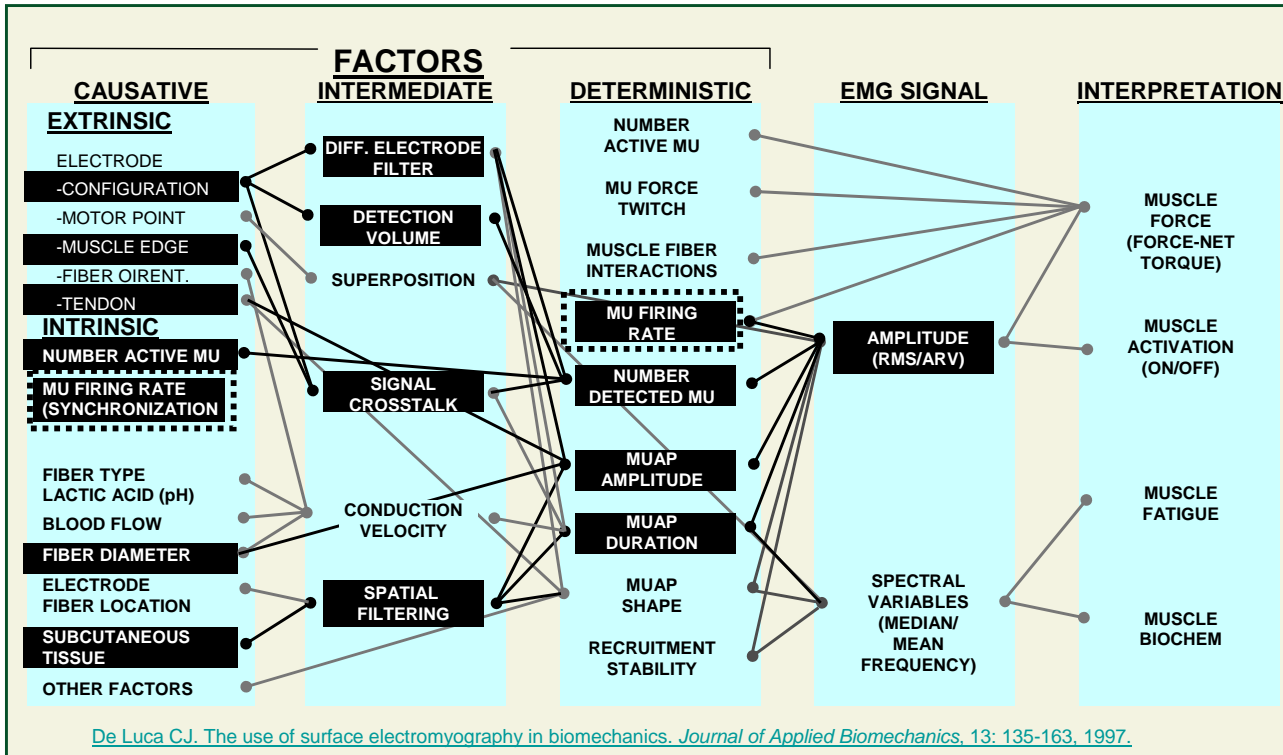 FACTORS
CAUSATIVE
EXTRINSIC
ELECTRODE
-CONFIGURATION
-MOTOR POINT
-MUSCLE EDGE
-FIBER OIRENT.
-TENDON
INTRINSIC
NUMBER ACTIVE MU
MU FIRING RATE
(SYNCHRONIZATION
FIBER TYPE
LACTIC ACID (pH)
BLOOD FLOW
FIBER DIAMETER
ELECTRODE
FIBER LOCATION
SUBCUTANEOUS
TISSUE
OTHER FACTORS
INTERMEDIATE
DIFF. ELECTRODE
FILTER
DETECTION
VOLUME
SUPERPOSITION
SIGNAL
CROSSTALK
CONDUCTION
VELOCITY
SPATIAL
FILTERING
DETERMINISTIC
NUMBER
ACTIVE MU
MU FORCE
TWITCH
MUSCLE FIBER
INTERACTIONS
MU FIRING
RATE
NUMBER
DETECTED MU
MUAP
AMPLITUDE
MUAP
DURATION
MUAP
SHAPE
RECRUITMENT
STABILITY
EMG SIGNAL
AMPLITUDE
(RMS/ARV)
SPECTRAL
VARIABLES
(MEDIAN/
MEAN
FREQUENCY)
INTERPRETATION
MUSCLE
FORCE
(FORCE-NET
TORQUE)
MUSCLE
ACTIVATION
(ON/OFF)
MUSCLE
FATIGUE
MUSCLE
BIOCHEM
De Luca CJ. The use of surface electromyography in biomechanics. Journal of Applied Biomechanics, 13: 135-163, 1997.